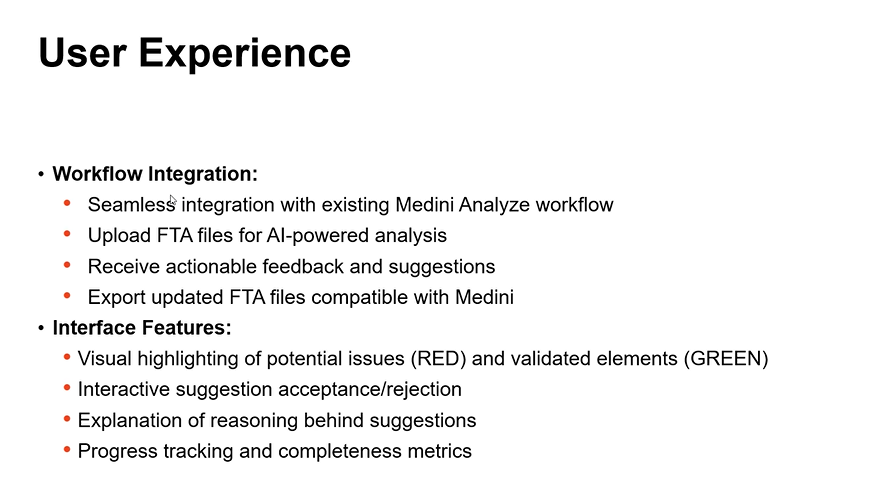 User Experience
• Workflow Integration:
• Seamless integration with existing Medini Analyze workflow
• Upload FTA files for AI-powered analysis
• Receive actionable feedback and suggestions
• Export updated FTA files compatible with Medini
• Interface Features:
• Visual highlighting of potential issues (RED) and validated elements (GREEN)
• Interactive suggestion acceptance/rejection
• Explanation of reasoning behind suggestions
• Progress tracking and completeness metrics